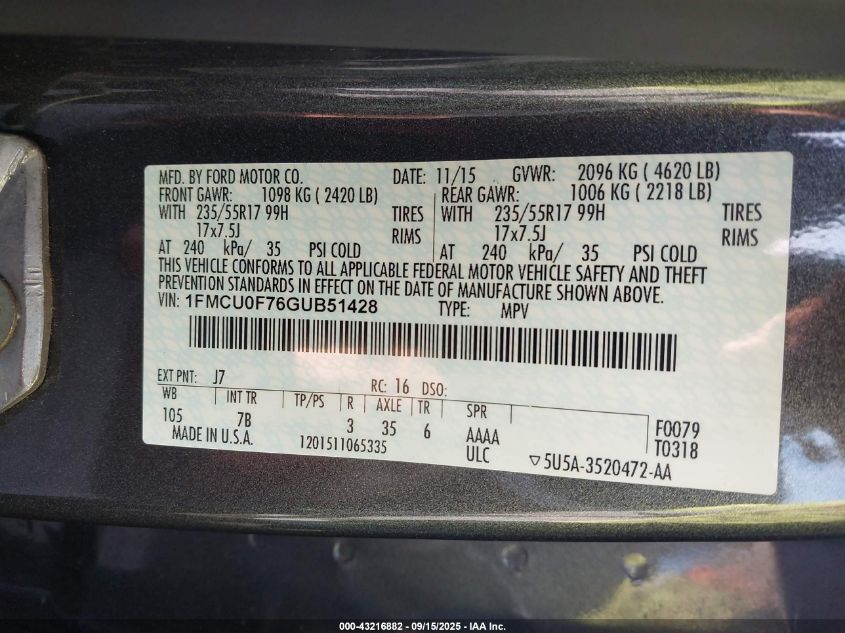 MFD. BY FORD MOTOR CO. DATE: 11/15 GVWR: 2096 KG ( 4620 LB)
FRONT GAWR: 1098 KG ( 2420 LB) REAR GAWR: 1006 KG ( 2218 LB)
WITH 235/55R17 99H TIRES WITH 235/55R17 99H TIRES
17x7.5J RIMS 17x7.5J RIMS
AT 240 kPa/ 35 PSI COLD AT 240 kPa/ 35 PSI COLD
THIS VEHICLE CONFORMS TO ALL APPLICABLE FEDERAL MOTOR VEHICLE SAFETY AND THEFT
PREVENTION STANDARDS IN EFFECT ON THE DATE OF MANUFACTURE SHOWN ABOVE.
VIN: 1FMCU0F76GUB51428 TYPE: MPV
EXT PNT: J7 RC: 16 DSO:
WB INT TR TP/PS R AXLE TR SPR
105 7B 3 35 6 AAAA F0079
MADE IN U.S.A. 1201511065335 ULC T0318
▽5U5A-3520472-AA
000-43216882 - 09/15/2025 - IAA Inc.